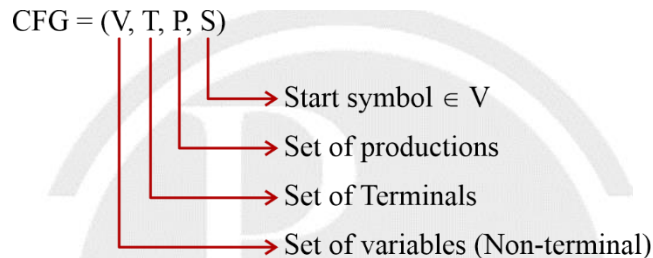 CFG = (V, T, P, S)
Start symbol ∈ V
Set of productions
Set of Terminals
Set of variables (Non-terminal)